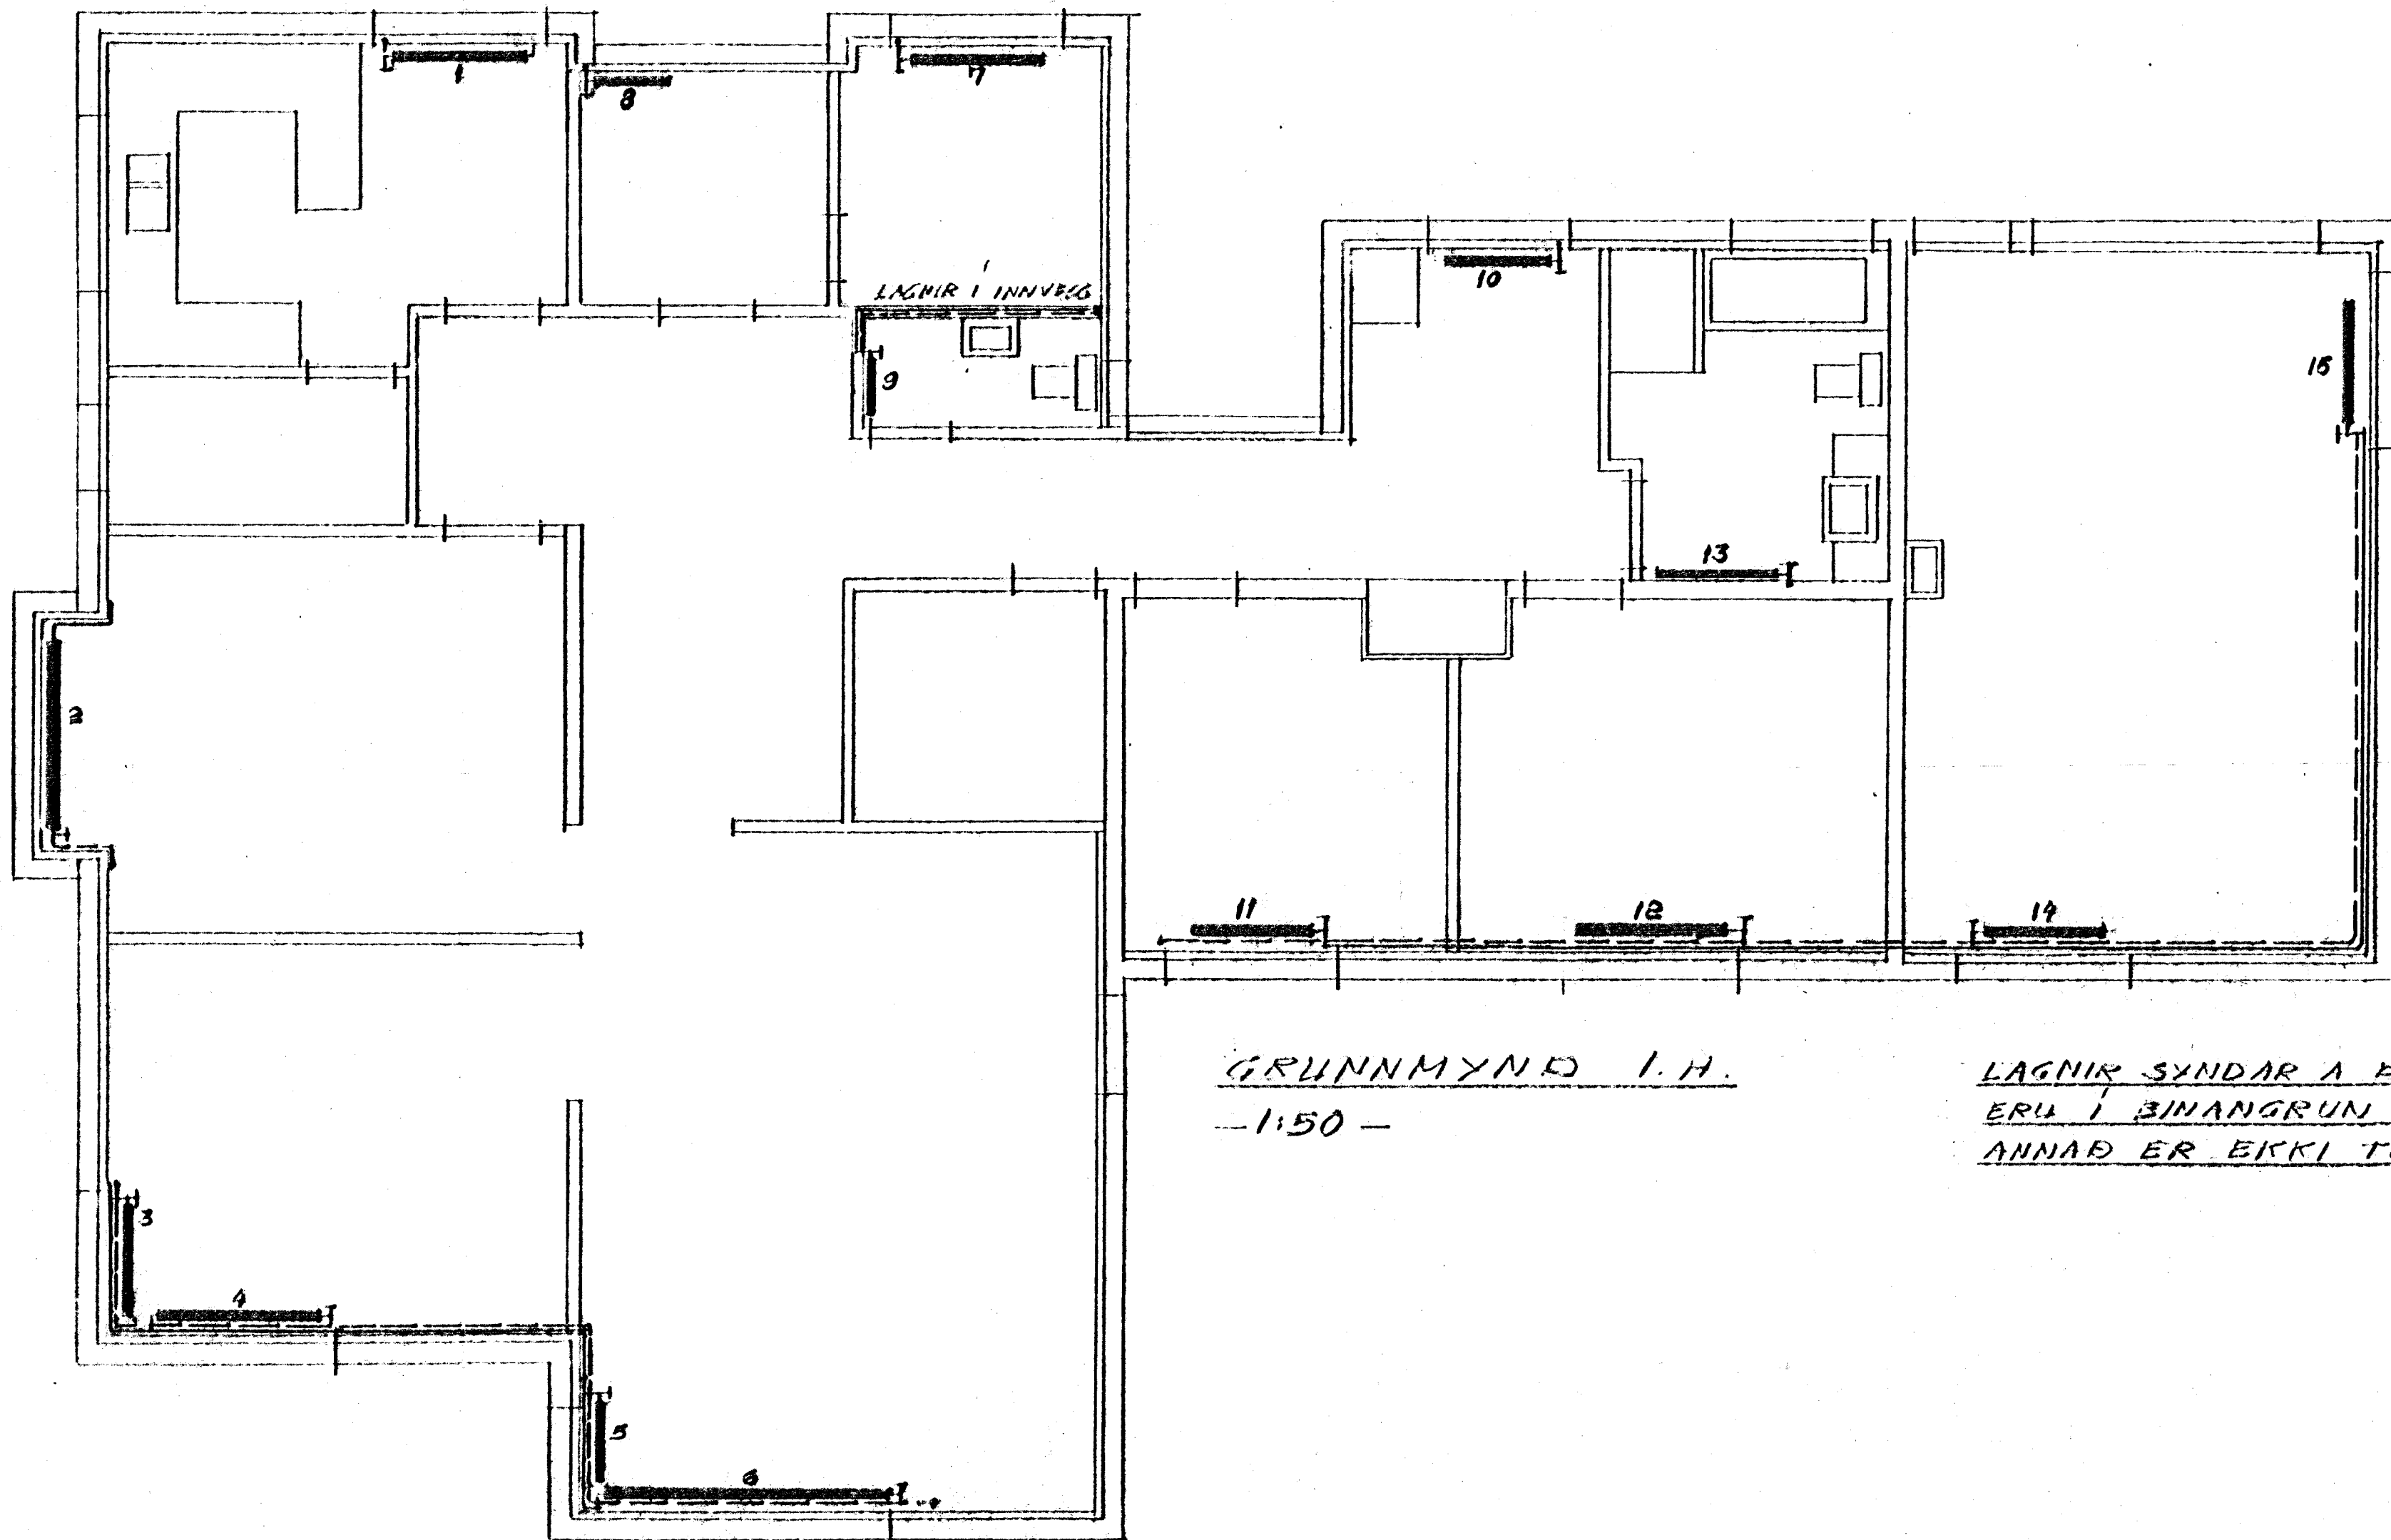 1
8
7
LAGNIR Í INNVEGG
9
10
15
13
2
11
12
14
GRUNNMYND 1. H.
— 1:50 —
LAGNIR SYNDAR A
ERU Í EINANGRUN
ANNAÐ ER EKKI
3
4
5
6